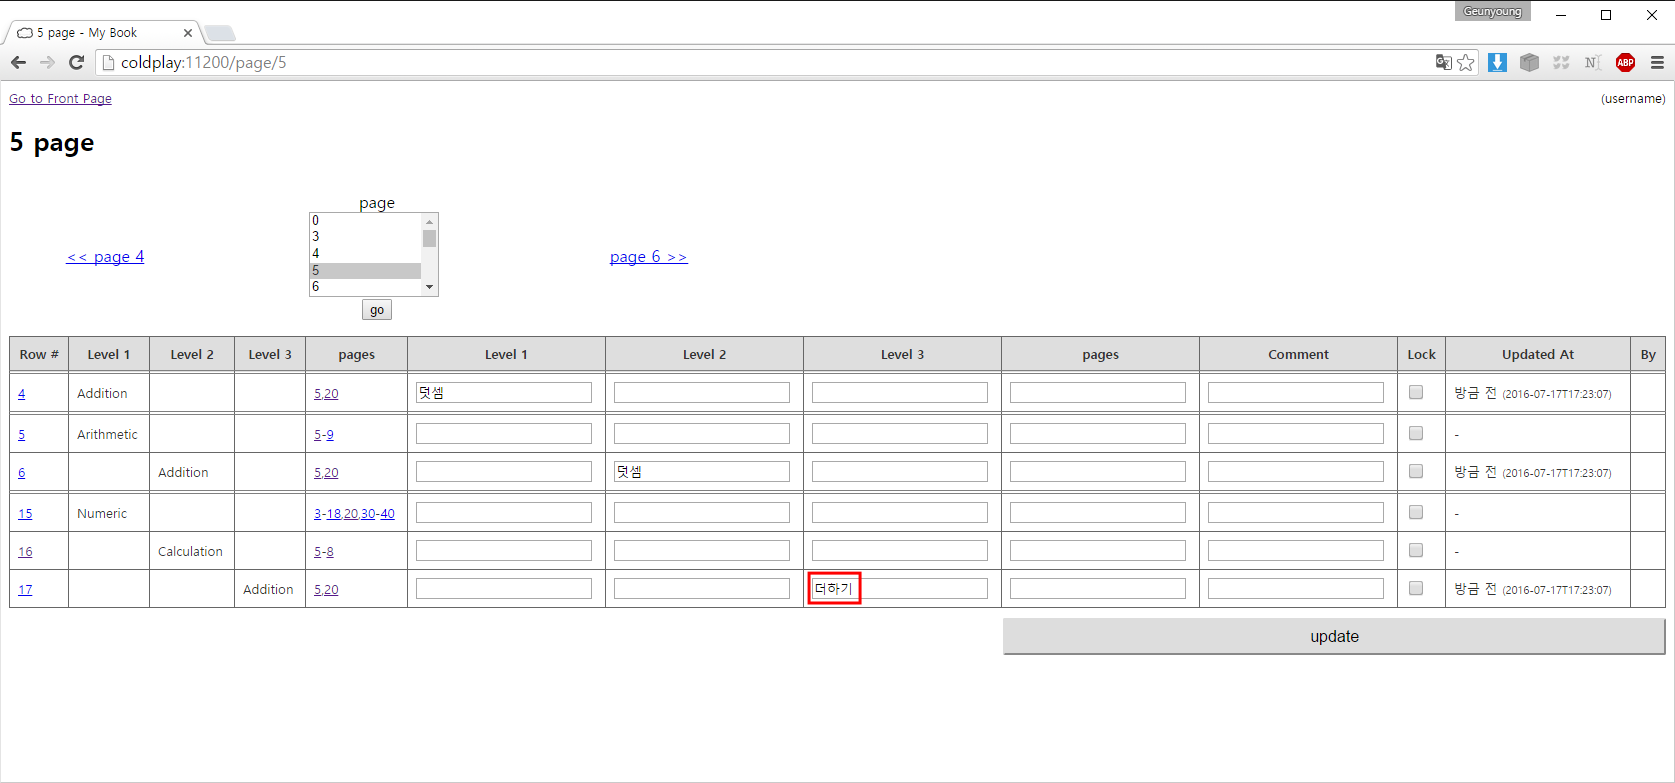 Geunyoung
5 page - My Book
coldplay:11200/page/5
Go to Front Page (username)
5 page
page
0
3
4
5
6
<< page 4
page 6 >>
go
Row # Level 1 Level 2 Level 3 pages Level 1 Level 2 Level 3 pages Comment Lock Updated At By
4 Addition 5,20 덧셈 방금 전 (2016-07-17T17:23:07)
5 Arithmetic 5-9 -
6 Addition 5,20 덧셈 방금 전 (2016-07-17T17:23:07)
15 Numeric 3-18,20,30-40 -
16 Calculation 5-8 -
17 Addition 5,20 더하기 방금 전 (2016-07-17T17:23:07)
update